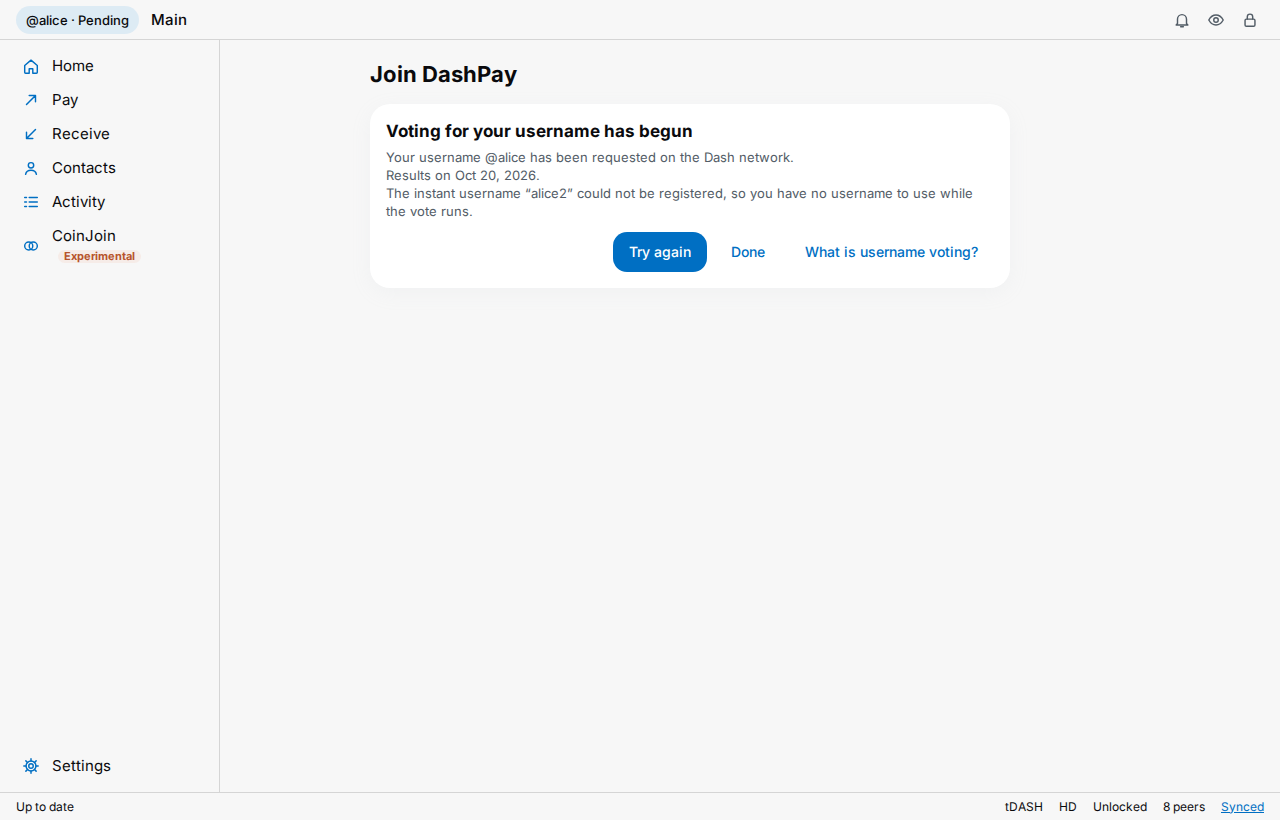 @alice · Pending Main
Home
Pay
Receive
Contacts
Activity
CoinJoin
Experimental
Settings
Join DashPay
Voting for your username has begun
Your username @alice has been requested on the Dash network.
Results on Oct 20, 2026.
The instant username “alice2” could not be registered, so you have no username to use while
the vote runs.
Try again Done What is username voting?
Up to date tDASH HD Unlocked 8 peers Synced